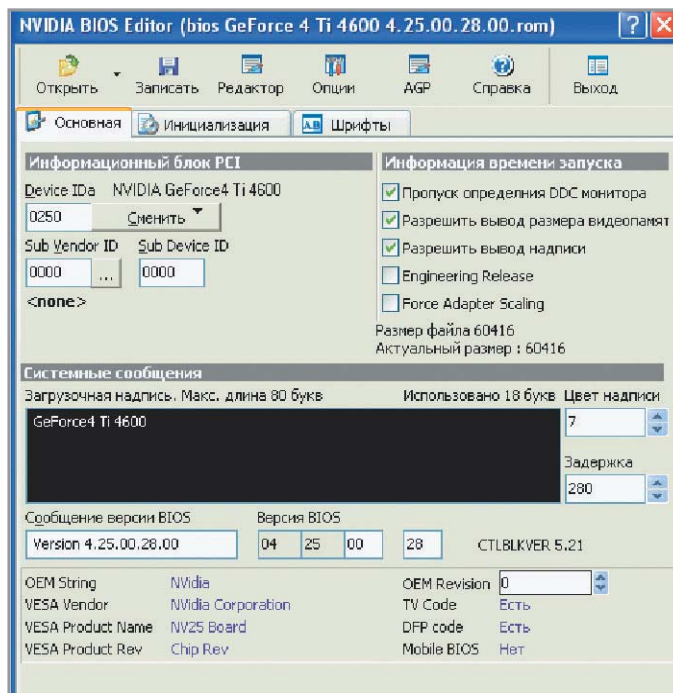 NVIDIA BIOS Editor (bios GeForce 4 Ti 4600 4.25.00.28.00.rom)
Открыть Записать Редактор Опции AGP Справка Выход
Основная Инициализация Шрифты
Информационный блок PCI
Device IDа NVIDIA GeForce4 Ti 4600
0250 Сменить
Sub Vendor ID Sub Device ID
0000 ... 0000
<none>
Информация времени запуска
Пропуск определния DDC монитора
Разрешить вывод размера видеопамят
Разрешить вывод надписи
Engineering Release
Force Adapter Scaling
Размер файла 60416
Актуальный размер : 60416
Системные сообщения
Загрузочная надпись. Макс. длина 80 букв Использовано 18 букв Цвет надписи
GeForce4 Ti 4600
7
Задержка
280
Сообщение версии BIOS Версия BIOS
Version 4.25.00.28.00 04 25 00 28 CTLBLKVER 5.21
OEM String NVidia OEM Revision 0
VESA Vendor NVidia Corporation TV Code Есть
VESA Product Name NV25 Board DFP code Есть
VESA Product Rev Chip Rev Mobile BIOS Нет